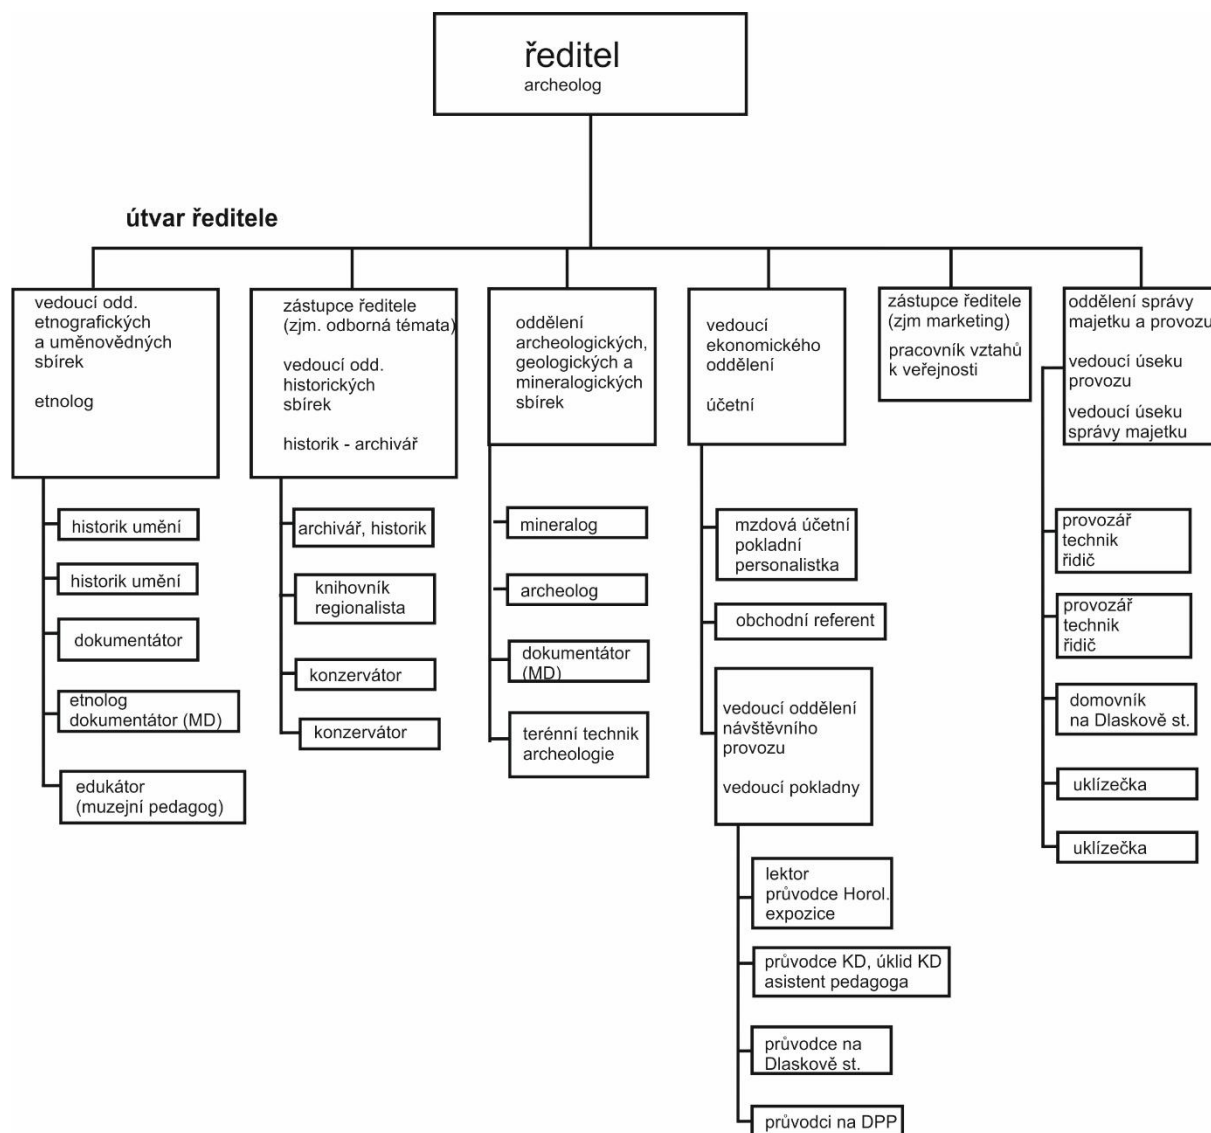 ředitel
archeolog
útvar ředitele
vedoucí odd.
etnografických
a uměnovědných
sbírek
etnolog
historik umění
historik umění
dokumentátor
etnolog
dokumentátor (MD)
edukátor
(muzejní pedagog)
zástupce ředitele
(zjm. odborná témata)
vedoucí odd.
historických
sbírek
historik - archivář
archivář, historik
knihovník
regionalista
konzervátor
konzervátor
oddělení
archeologických,
geologických a
mineralogických
sbírek
mineralog
archeolog
dokumentátor
(MD)
terénní technik
archeologie
vedoucí
ekonomického
oddělení
účetní
mzdová účetní
pokladní
personalistka
obchodní referent
vedoucí oddělení
návštěvního
provozu
vedoucí pokladny
lektor
průvodce Horol.
expozice
průvodce KD, úklid KD
asistent pedagoga
průvodce na
Dlaskově st.
průvodci na DPP
zástupce ředitele
(zjm marketing)
pracovník vztahů
k veřejnosti
oddělení správy
majetku a provozu
vedoucí úseku
provozu
vedoucí úseku
správy majetku
provozář
technik
řidič
provozář
technik
řidič
domovník
na Dlaskově st.
uklízečka
uklízečka